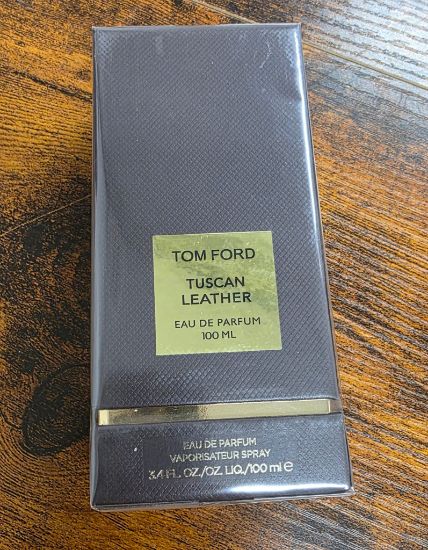 TOM FORD
TUSCAN
LEATHER
EAU DE PARFUM
100 ML
EAU DE PARFUM
VAPORISATEUR SPRAY
3.4 FL. OZ./OZ. LIQ./100 ml e